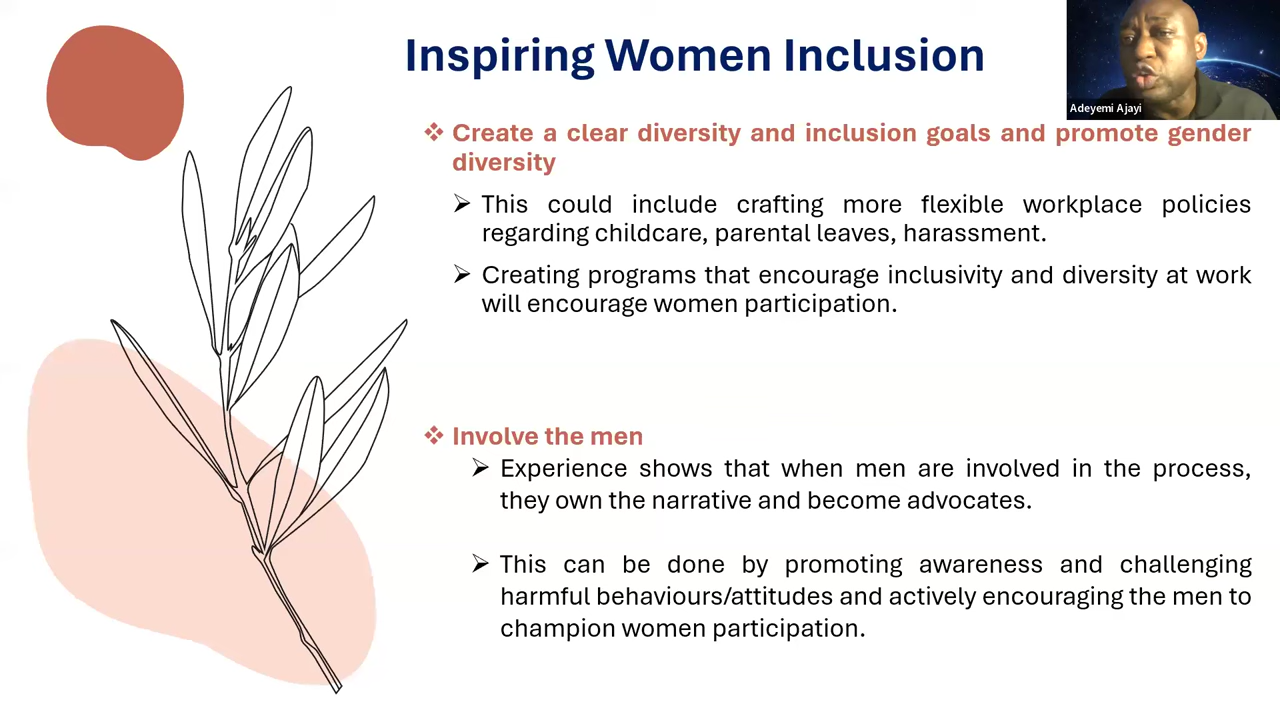 Inspiring Women Inclusion
Adeyemi Ajayi
❖ Create a clear diversity and inclusion goals and promote gender
diversity
➢ This could include crafting more flexible workplace policies
regarding childcare, parental leaves, harassment.
➢ Creating programs that encourage inclusivity and diversity at work
will encourage women participation.
❖ Involve the men
➢ Experience shows that when men are involved in the process,
they own the narrative and become advocates.
➢ This can be done by promoting awareness and challenging
harmful behaviours/attitudes and actively encouraging the men to
champion women participation.